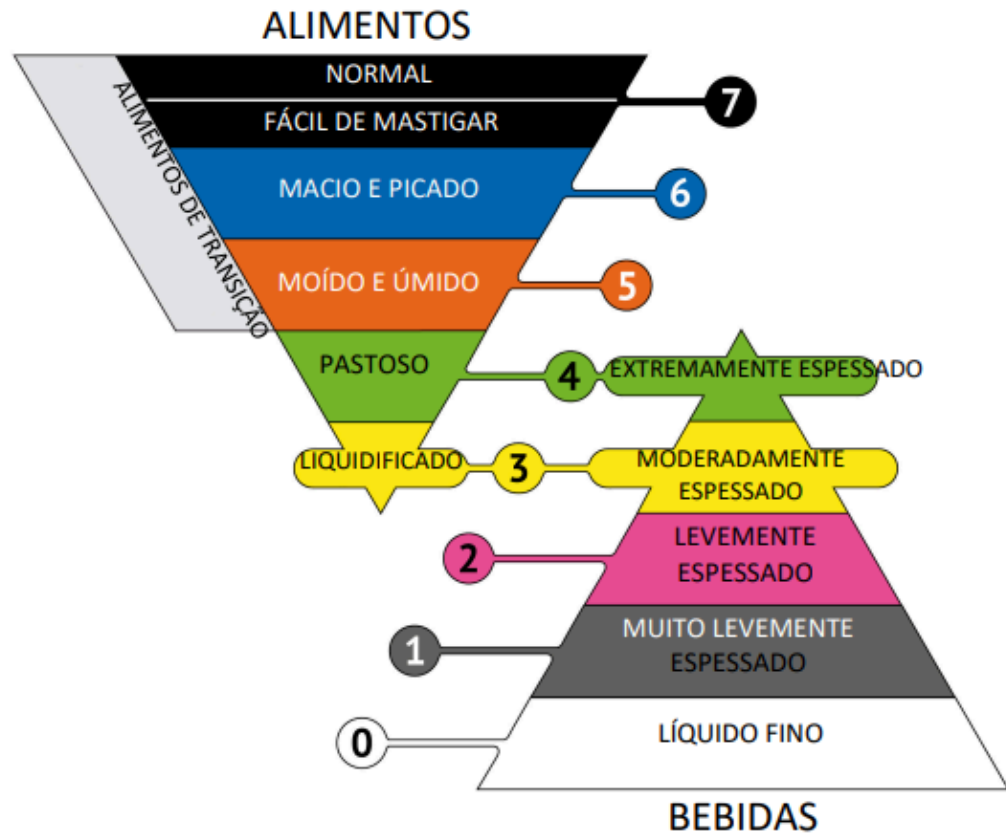 ALIMENTOS
NORMAL
FÁCIL DE MASTIGAR
7
ALIMENTOS DE TRANSIÇÃO
MACIO E PICADO
6
MOÍDO E ÚMIDO
5
PASTOSO
4
EXTREMAMENTE ESPESSADO
LIQUIDIFICADO
3
MODERADAMENTE
ESPESSADO
2
LEVEMENTE
ESPESSADO
1
MUITO LEVEMENTE
ESPESSADO
0
LÍQUIDO FINO
BEBIDAS